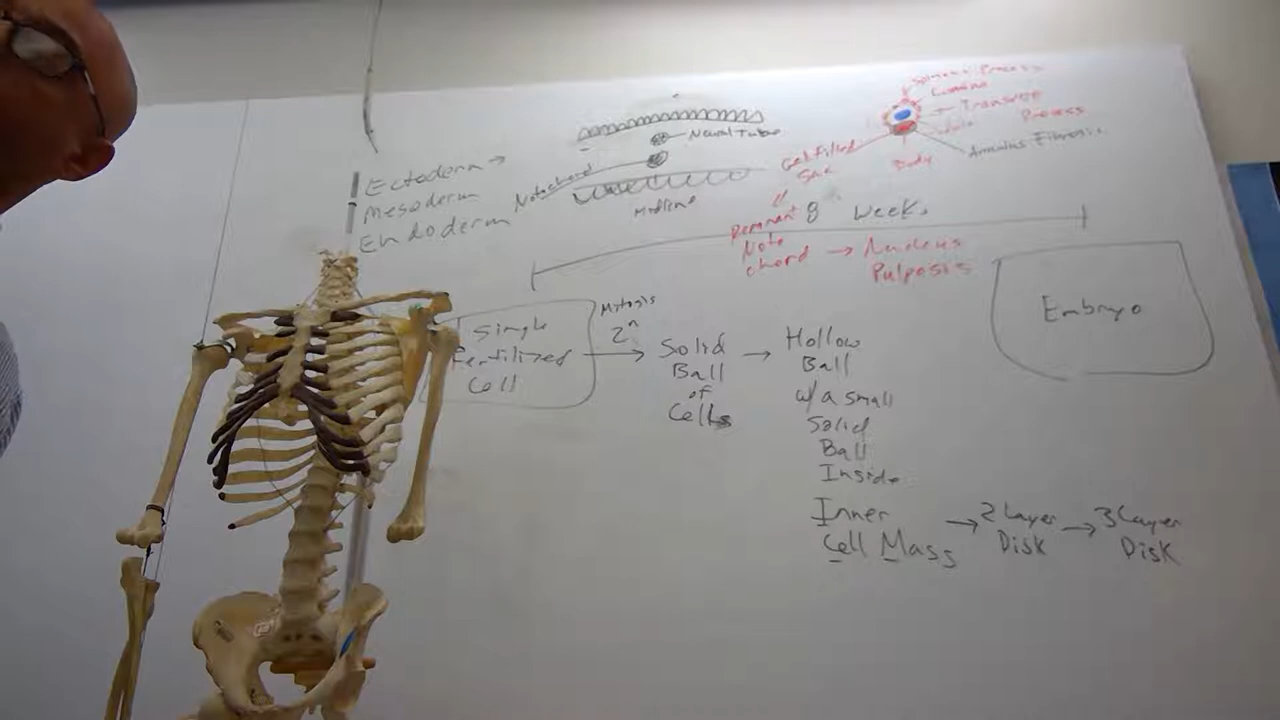 Spinous Process
Lamina
Transverse
Process
Neural Tube
Gel Filled
Sac
Annulus Fibrosis
Body
Ectoderm →
Mesoderm
Endoderm
Notochord
Midline
"
8 Weeks
Remnant
Noto
chord → Nucleus
Pulposis
Embryo
Single
Fertilized
Cell
Mitosis
2ⁿ
→
Solid
Ball
of
Cells
→
Hollow
Ball
w/a small
Solid
Ball
Inside
Inner
Cell Mass
→ 2 Layer
Disk
→ 3 Layer
Disk